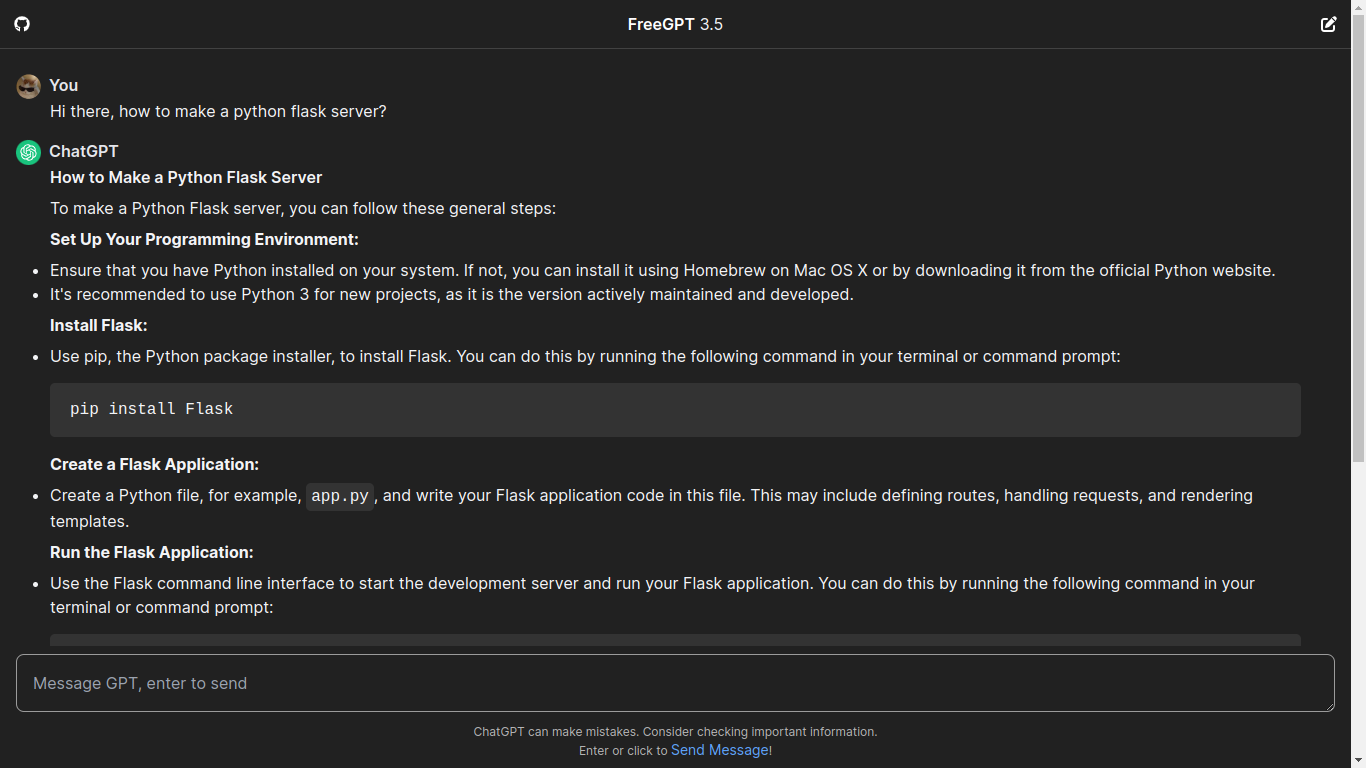 FreeGPT 3.5
You
Hi there, how to make a python flask server?
ChatGPT
How to Make a Python Flask Server
To make a Python Flask server, you can follow these general steps:
Set Up Your Programming Environment:
Ensure that you have Python installed on your system. If not, you can install it using Homebrew on Mac OS X or by downloading it from the official Python website.
It's recommended to use Python 3 for new projects, as it is the version actively maintained and developed.
Install Flask:
Use pip, the Python package installer, to install Flask. You can do this by running the following command in your terminal or command prompt:
pip install Flask
Create a Flask Application:
Create a Python file, for example, app.py, and write your Flask application code in this file. This may include defining routes, handling requests, and rendering
templates.
Run the Flask Application:
Use the Flask command line interface to start the development server and run your Flask application. You can do this by running the following command in your
terminal or command prompt:
Message GPT, enter to send
ChatGPT can make mistakes. Consider checking important information.
Enter or click to Send Message!